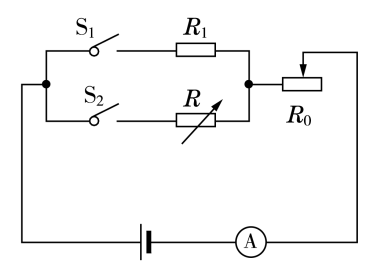 S₁ R₁
S₂ R R₀
A